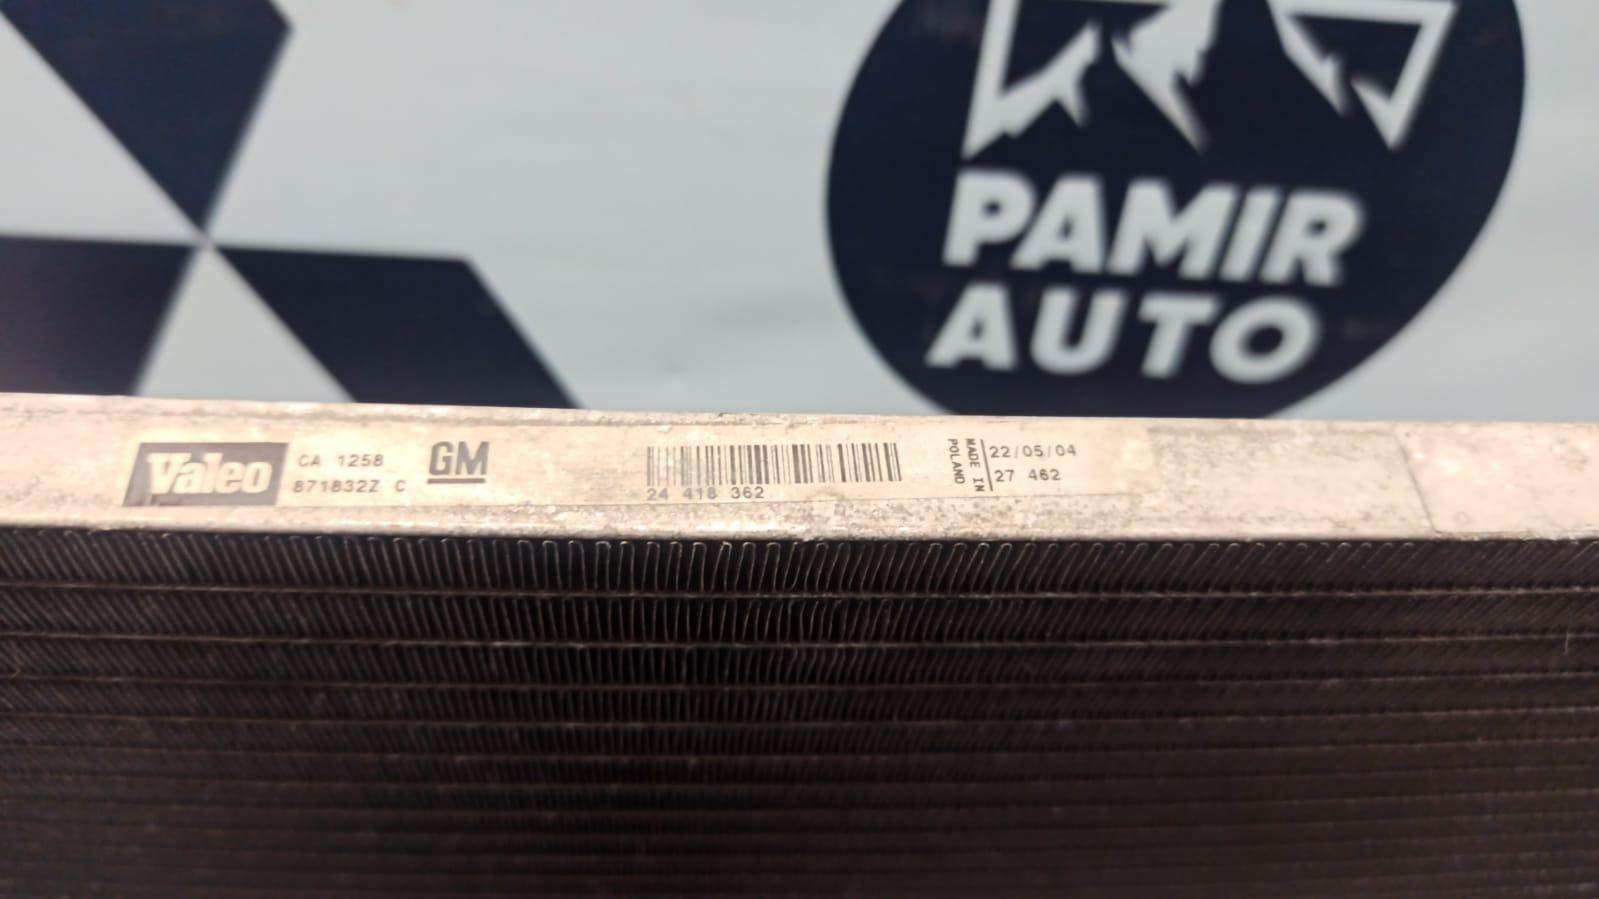 PAMIR
AUTO
Valeo
CA 1258
871832Z C
GM
24 418 362
MADE IN
POLAND
22/05/04
27 462